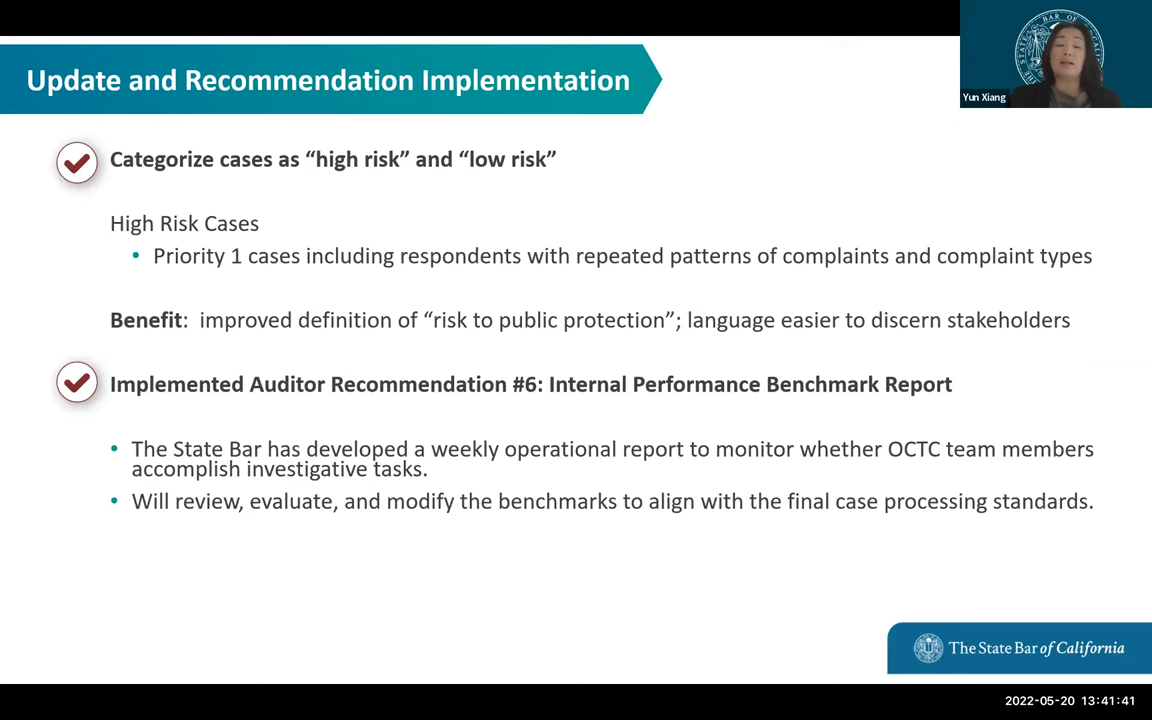 Update and Recommendation Implementation
Yun Xiang
Categorize cases as “high risk” and “low risk”
High Risk Cases
• Priority 1 cases including respondents with repeated patterns of complaints and complaint types
Benefit: improved definition of “risk to public protection”; language easier to discern stakeholders
Implemented Auditor Recommendation #6: Internal Performance Benchmark Report
• The State Bar has developed a weekly operational report to monitor whether OCTC team members
accomplish investigative tasks.
• Will review, evaluate, and modify the benchmarks to align with the final case processing standards.
The State Bar of California
2022-05-20 13:41:41